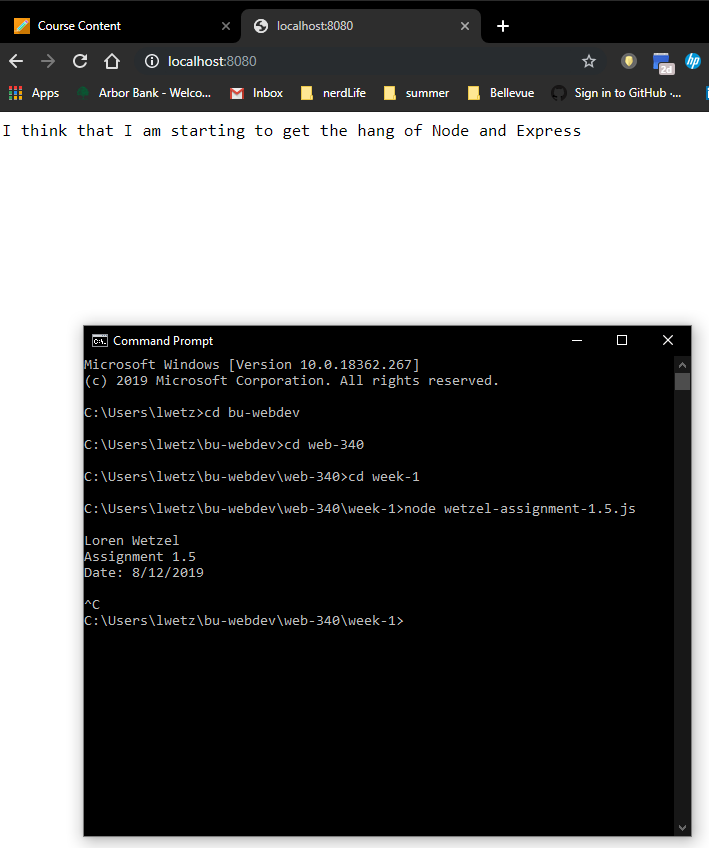 Course Content
localhost:8080
localhost:8080
2d
hp
Apps
Arbor Bank - Welco...
Inbox
nerdLife
summer
Bellevue
Sign in to GitHub ·...
I think that I am starting to get the hang of Node and Express
C:\.
Command Prompt
Microsoft Windows [Version 10.0.18362.267]
(c) 2019 Microsoft Corporation. All rights reserved.
C:\Users\lwetz>cd bu-webdev
C:\Users\lwetz\bu-webdev>cd web-340
C:\Users\lwetz\bu-webdev\web-340>cd week-1
C:\Users\lwetz\bu-webdev\web-340\week-1>node wetzel-assignment-1.5.js
Loren Wetzel
Assignment 1.5
Date: 8/12/2019
^C
C:\Users\lwetz\bu-webdev\web-340\week-1>